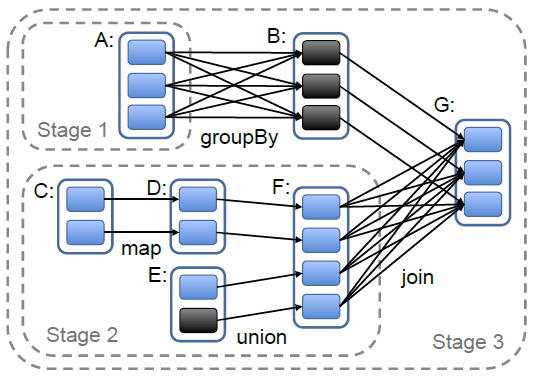 A:
B:
G:
Stage 1
groupBy
C:
D:
F:
map
E:
join
Stage 2
union
Stage 3